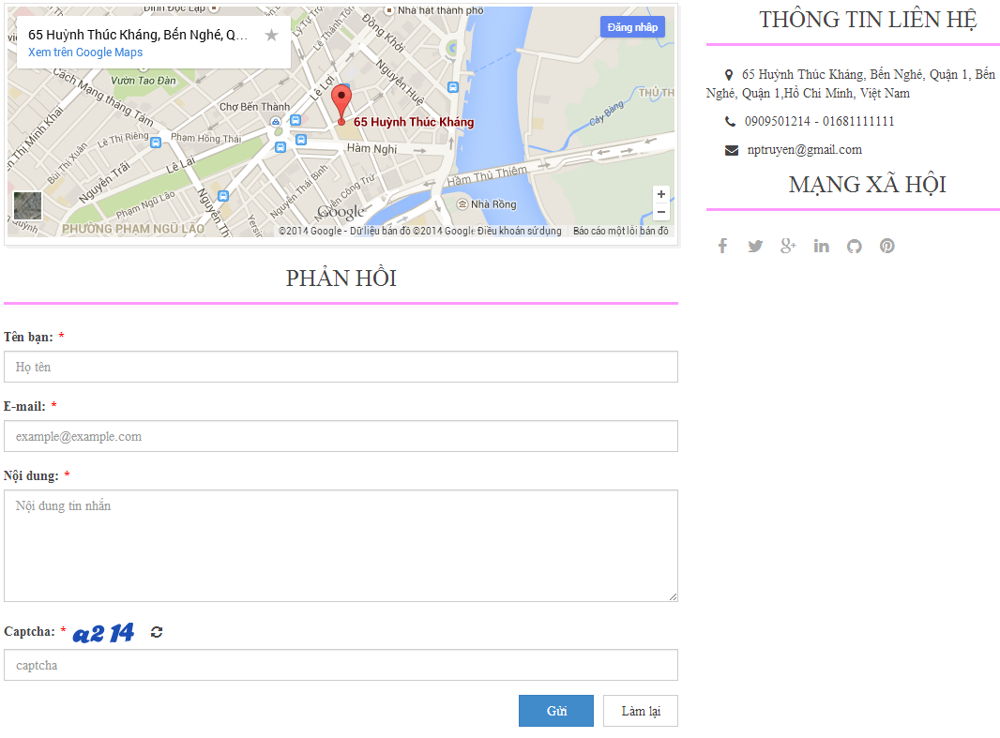 Dinh Độc Lập
Nhà hát thành phố
65 Huỳnh Thúc Kháng, Bến Nghé, Q...
Xem trên Google Maps
Đăng nhập
Lý Tự Trọng
Lê Thánh Tôn
Đồng Khởi
Vườn Tao Đàn
Cách Mạng tháng Tám
Lê Lợi
Nguyễn Huệ
THỦ TH
Chợ Bến Thành
Cây Bàng
65 Huỳnh Thúc Kháng
Thị Minh Khai
Lê Thị Riêng
Phạm Hồng Thái
Hàm Nghi
Bùi Thị Xuân
Nguyễn Trãi
Lê Lai
Hầm Thủ Thiêm
Nguyễn Thái Bình
Phạm Ngũ Lão
Nguyễn Công Trứ
Nhà Rồng
Yersin
Nguyễn Th
Quỳnh
PHƯỜNG PHẠM NGŨ LÃO
Google
+
−
©2014 Google - Dữ liệu bản đồ ©2014 Google Điều khoản sử dụng Báo cáo một lỗi bản đồ
PHẢN HỒI
Tên bạn: *
Họ tên
E-mail: *
example@example.com
Nội dung: *
Nội dung tin nhắn
Captcha: * a2 14
captcha
Gửi Làm lại
THÔNG TIN LIÊN HỆ
65 Huỳnh Thúc Kháng, Bến Nghé, Quận 1, Bến
Nghé, Quận 1,Hồ Chí Minh, Việt Nam
0909501214 - 01681111111
nptruyen@gmail.com
MẠNG XÃ HỘI